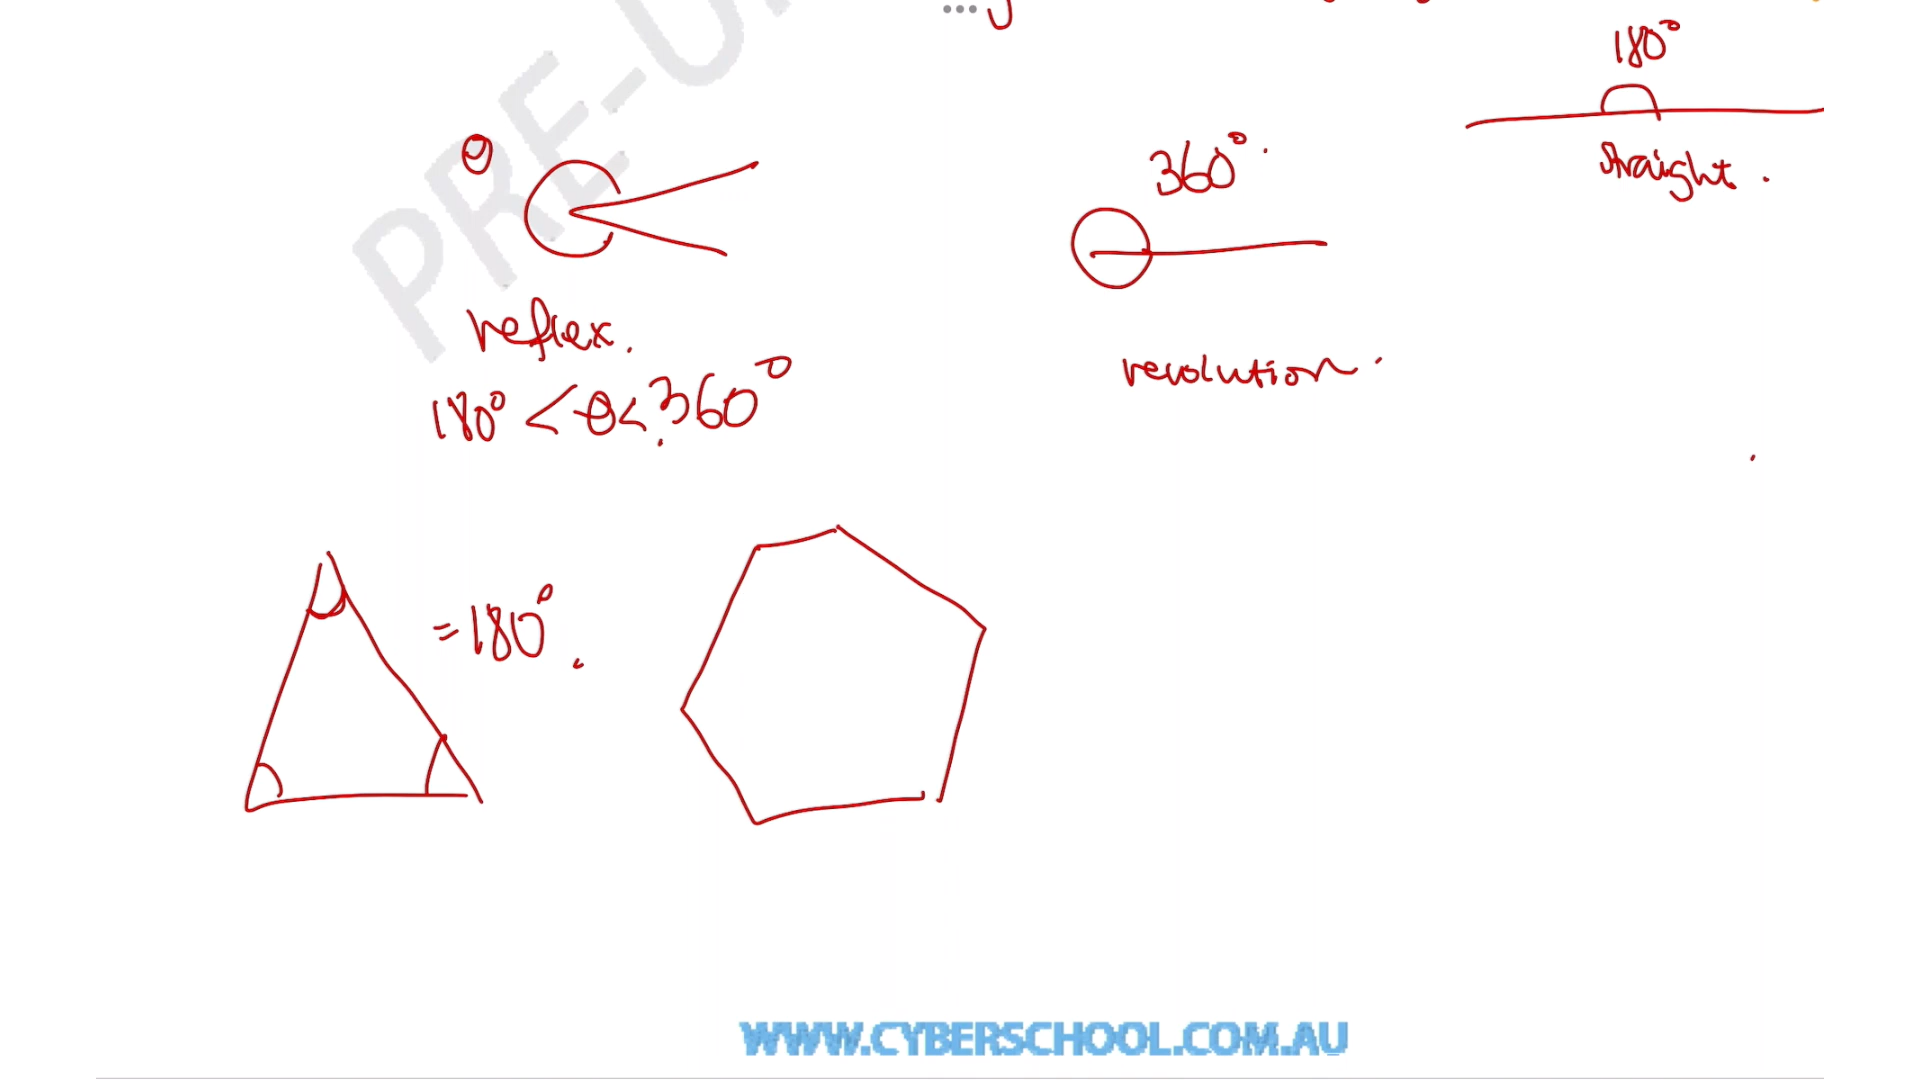 180°
straight.
θ
360°.
reflex.
revolution.
180° < θ < 360°
= 180°.
PRE-U
WWW.CYBERSCHOOL.COM.AU